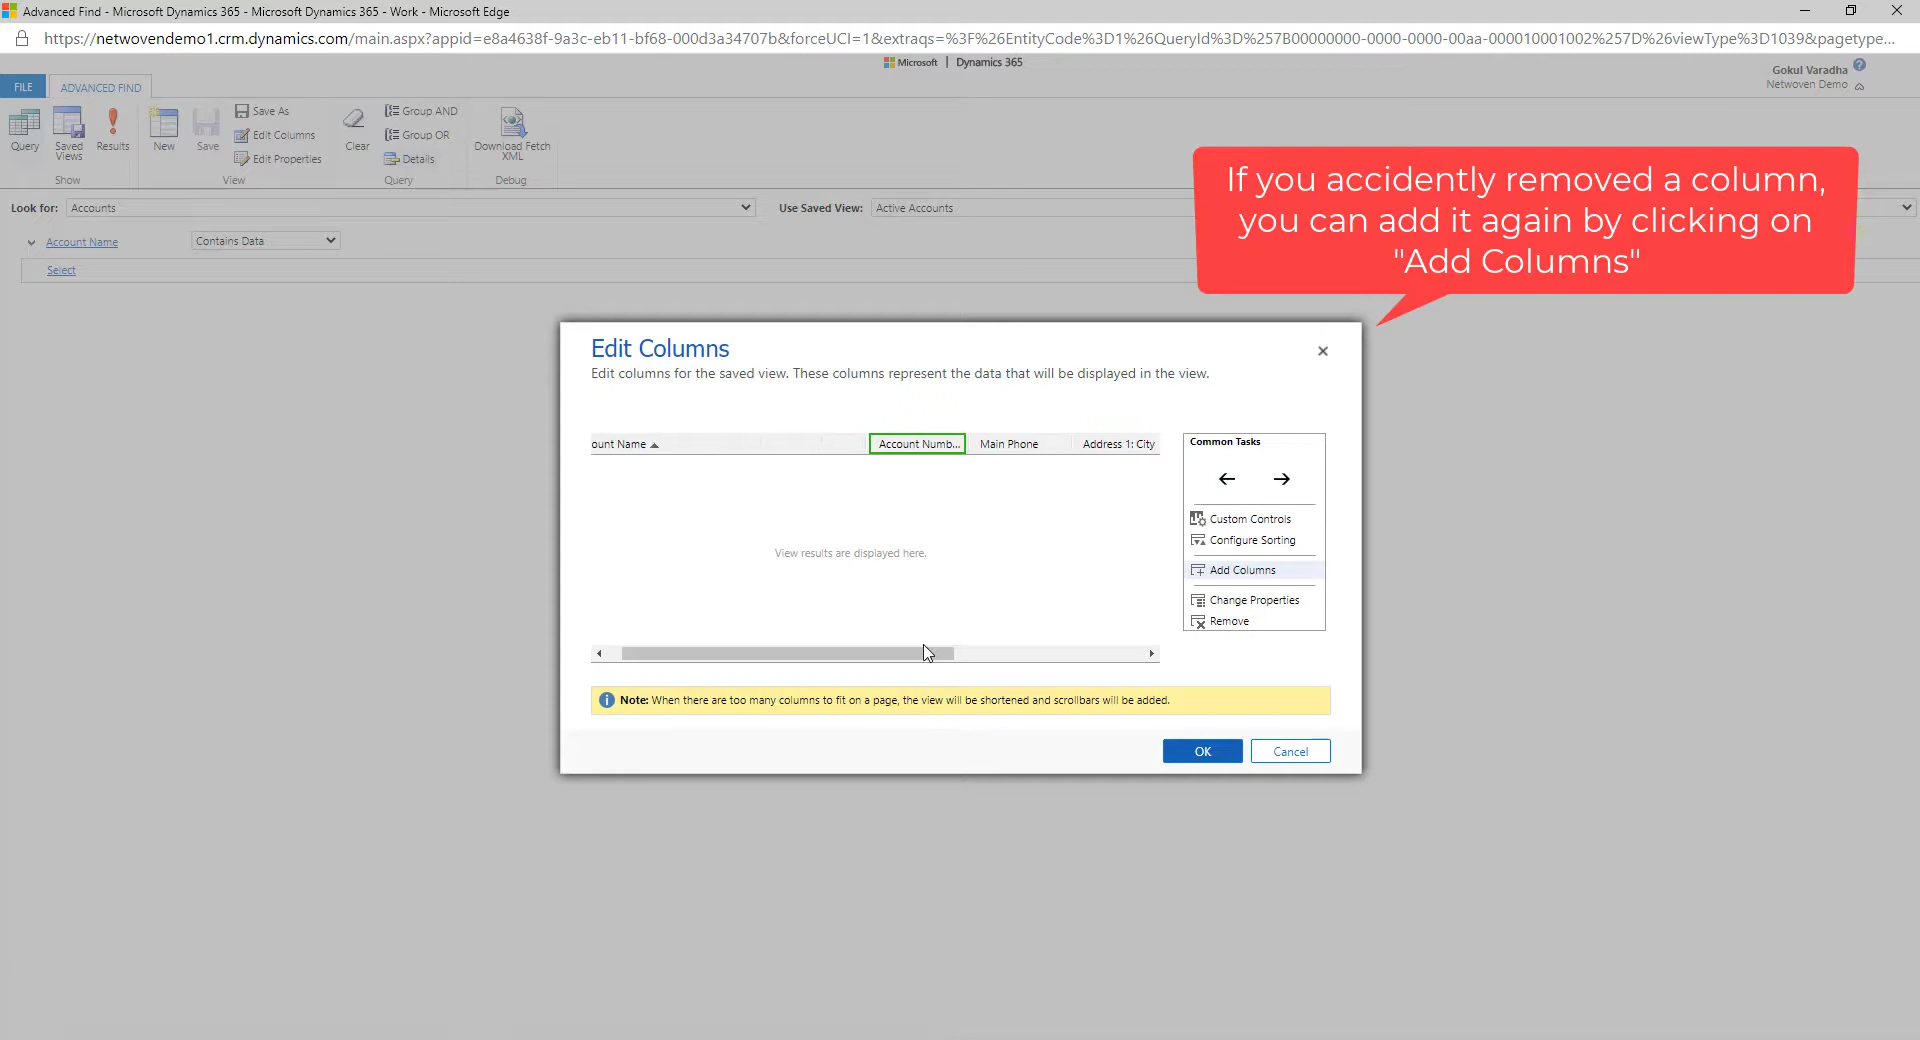 Advanced Find - Microsoft Dynamics 365 - Microsoft Dynamics 365 - Work - Microsoft Edge
https://netwovendemo1.crm.dynamics.com/main.aspx?appid=e8a4638f-9a3c-eb11-bf68-000d3a34707b&forceUCI=1&extraqs=%3F%26EntityCode%3D1%26QueryId%3D%257B00000000-0000-0000-00aa-000010001002%257D%26viewType%3D1039&pagetype...
Microsoft | Dynamics 365
Gokul Varadha
Netwoven Demo
FILE
ADVANCED FIND
Query
Saved Views
Results
Show
New
Save
Save As
Edit Columns
Edit Properties
View
Clear
Group AND
Group OR
Details
Query
Download Fetch XML
Debug
Look for: Accounts
Use Saved View: Active Accounts
Account Name
Contains Data
Select
If you accidently removed a column,
you can add it again by clicking on
"Add Columns"
Edit Columns
Edit columns for the saved view. These columns represent the data that will be displayed in the view.
ount Name
Account Numb...
Main Phone
Address 1: City
View results are displayed here.
Common Tasks
Custom Controls
Configure Sorting
Add Columns
Change Properties
Remove
Note: When there are too many columns to fit on a page, the view will be shortened and scrollbars will be added.
OK
Cancel